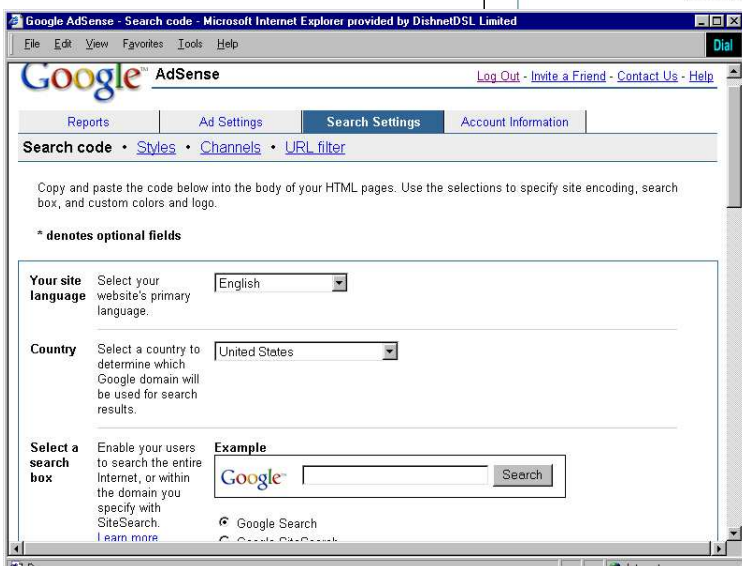 Google AdSense - Search code - Microsoft Internet Explorer provided by DishnetDSL Limited
File Edit View Favorites Tools Help
Dial
Google™ AdSense
Log Out - Invite a Friend - Contact Us - Help
Reports Ad Settings Search Settings Account Information
Search code • Styles • Channels • URL filter
Copy and paste the code below into the body of your HTML pages. Use the selections to specify site encoding, search
box, and custom colors and logo.
* denotes optional fields
Your site language
Select your
website's primary
language.
English
Country
Select a country to
determine which
Google domain will
be used for search
results.
United States
Select a
search
box
Enable your users
to search the entire
Internet, or within
the domain you
specify with
SiteSearch.
Learn more
Example
Google™ Search
Google Search
Google SiteSearch